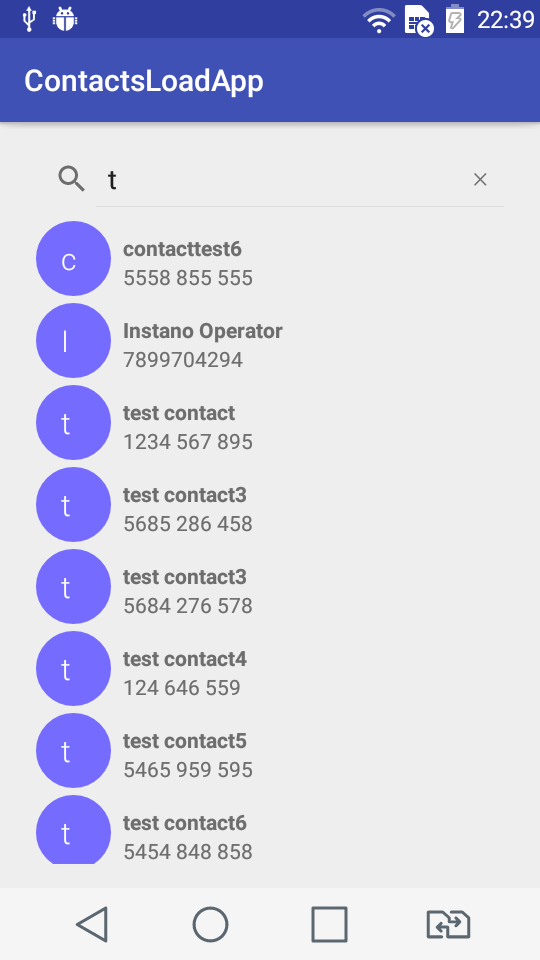 22:39
ContactsLoadApp
t
c
contacttest6
5558 855 555
I
Instano Operator
7899704294
t
test contact
1234 567 895
t
test contact3
5685 286 458
t
test contact3
5684 276 578
t
test contact4
124 646 559
t
test contact5
5465 959 595
t
test contact6
5454 848 858